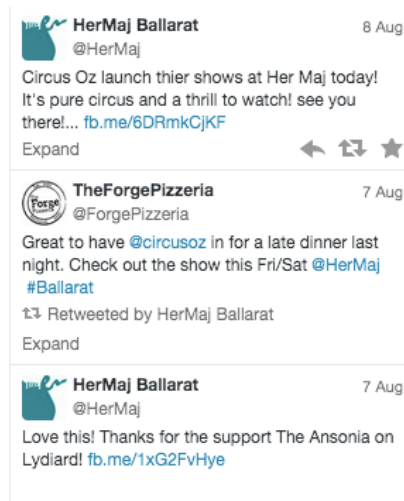 HerMaj Ballarat 8 Aug
@HerMaj
Circus Oz launch thier shows at Her Maj today!
It's pure circus and a thrill to watch! see you
there!... fb.me/6DRmkCjKF
Expand
TheForgePizzeria 7 Aug
Forge
@ForgePizzeria
Great to have @circusoz in for a late dinner last
night. Check out the show this Fri/Sat @HerMaj
#Ballarat
Retweeted by HerMaj Ballarat
Expand
HerMaj Ballarat 7 Aug
@HerMaj
Love this! Thanks for the support The Ansonia on
Lydiard! fb.me/1xG2FvHye